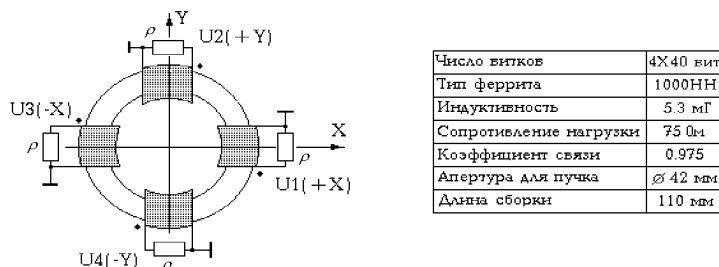 Y
ρ
U2(+Y)
U3(-X)
X
ρ
ρ
U1(+X)
U4(-Y)
ρ
Число витков 4X40 вит
Тип феррита 1000НН
Индуктивность 5.3 мГ
Сопротивление нагрузки 75 Ом
Коэффициент связи 0.975
Апертура для пучка ⌀ 42 мм
Длина сборки 110 мм